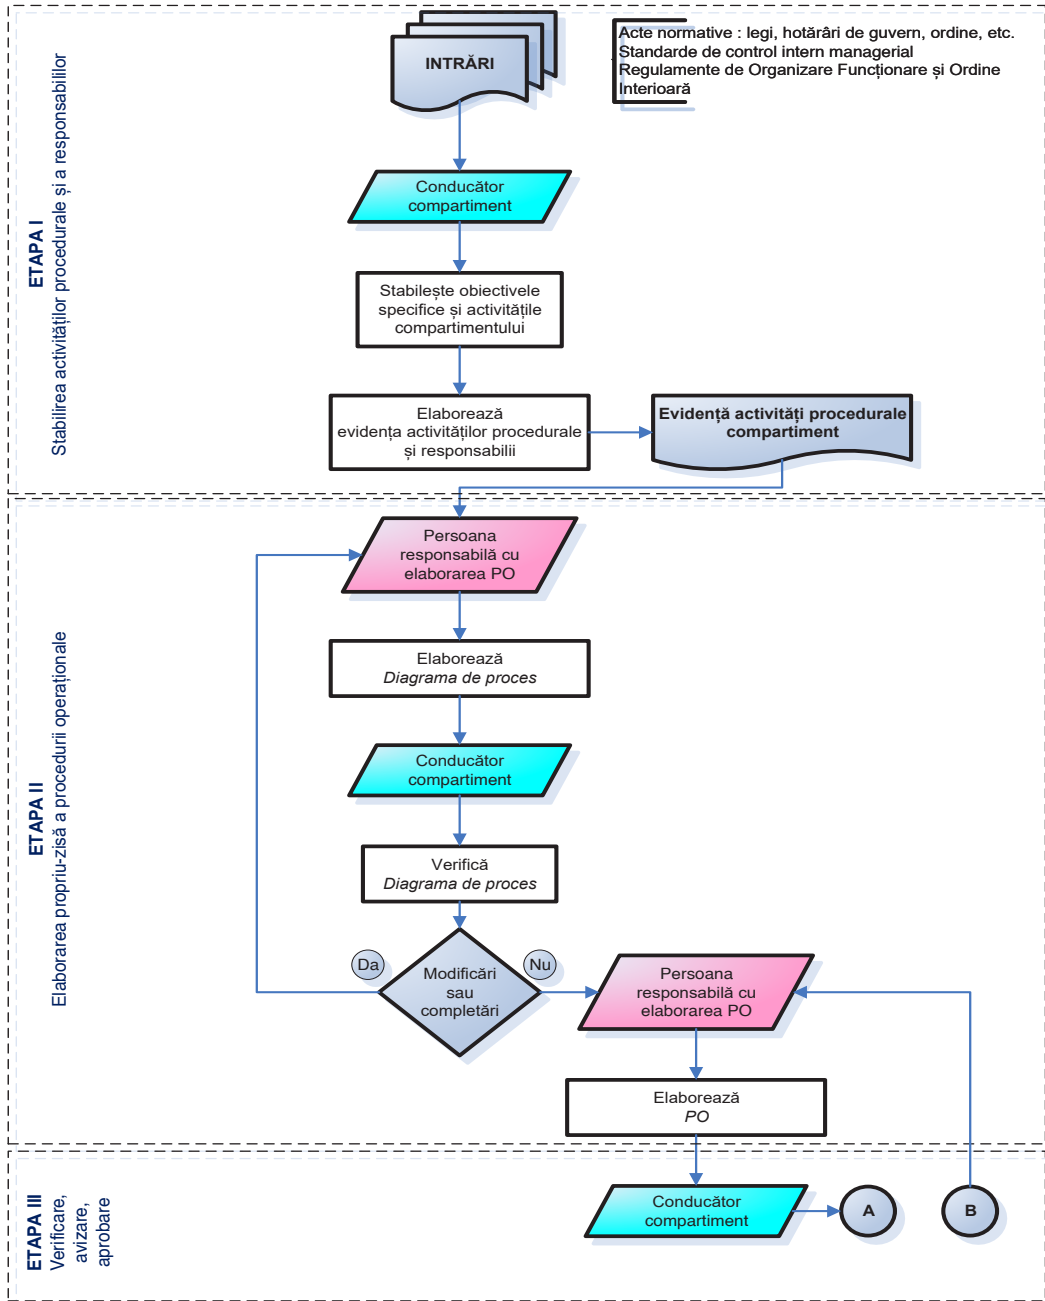 INTRĂRI
Acte normative : legi, hotărâri de guvern, ordine, etc.
Standarde de control intern managerial
Regulamente de Organizare Funcționare și Ordine
Interioară
ETAPA I
Stabilirea activităților procedurale și a responsabililor
Conducător
compartiment
Stabilește obiectivele
specifice și activitățile
compartimentului
Elaborează
evidența activităților procedurale
și responsabilii
Evidență activități procedurale
compartiment
ETAPA II
Elaborarea propriu-zisă a procedurii operaționale
Persoana
responsabilă cu
elaborarea PO
Elaborează
Diagrama de proces
Conducător
compartiment
Verifică
Diagrama de proces
Da
Modificări
sau
completări
Nu
Persoana
responsabilă cu
elaborarea PO
Elaborează
PO
ETAPA III
Verificare,
avizare,
aprobare
Conducător
compartiment
A
B